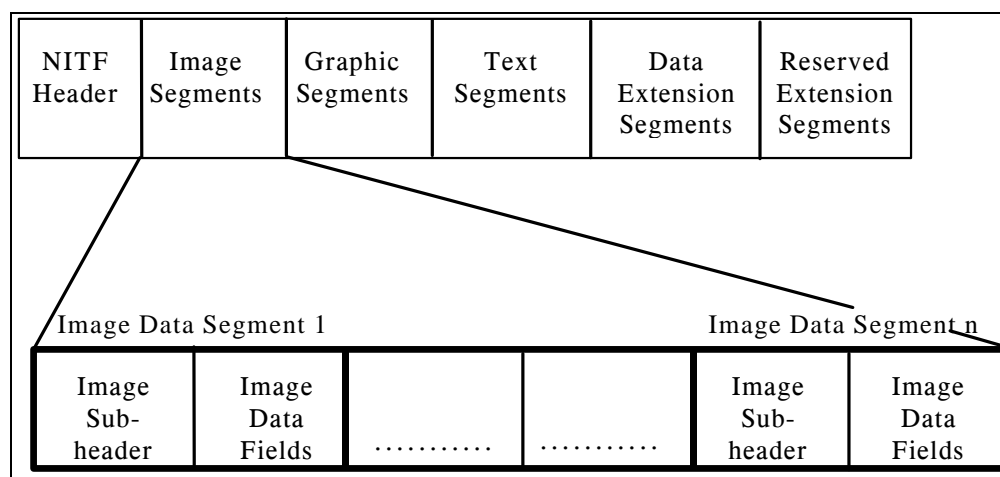 NITF
Header
Image
Segments
Graphic
Segments
Text
Segments
Data
Extension
Segments
Reserved
Extension
Segments
Image Data Segment 1
Image Data Segment n
Image
Sub-
header
Image
Data
Fields
...........
...........
Image
Sub-
header
Image
Data
Fields